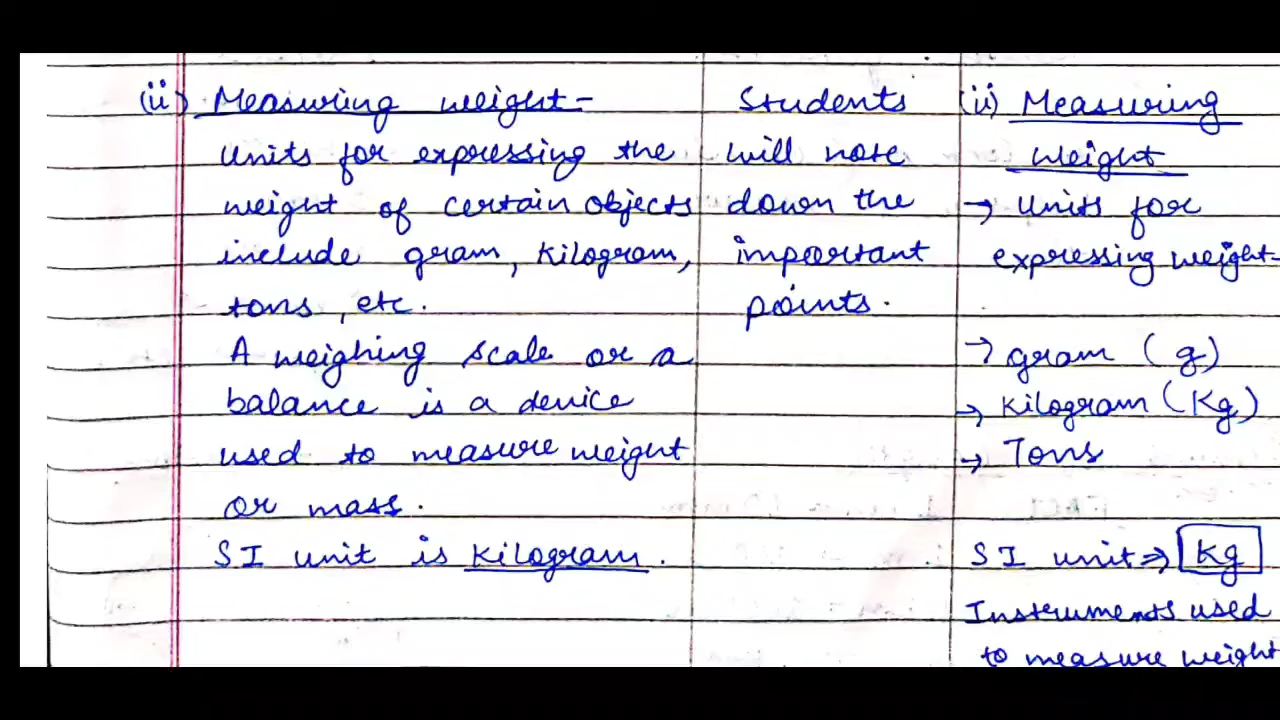 (ii) Measuring weight-
Units for expressing the
weight of certain objects
include gram, Kilogram,
tons, etc.
A weighing scale or a
balance is a device
used to measure weight
or mass.
SI unit is Kilogram.
Students
will note
down the
important
points.
(ii) Measuring
weight
→ Units for
expressing weight-
→ gram (g)
→ Kilogram (Kg)
→ Tons
SI unit ⇒ Kg
Instruments used
to measure weight